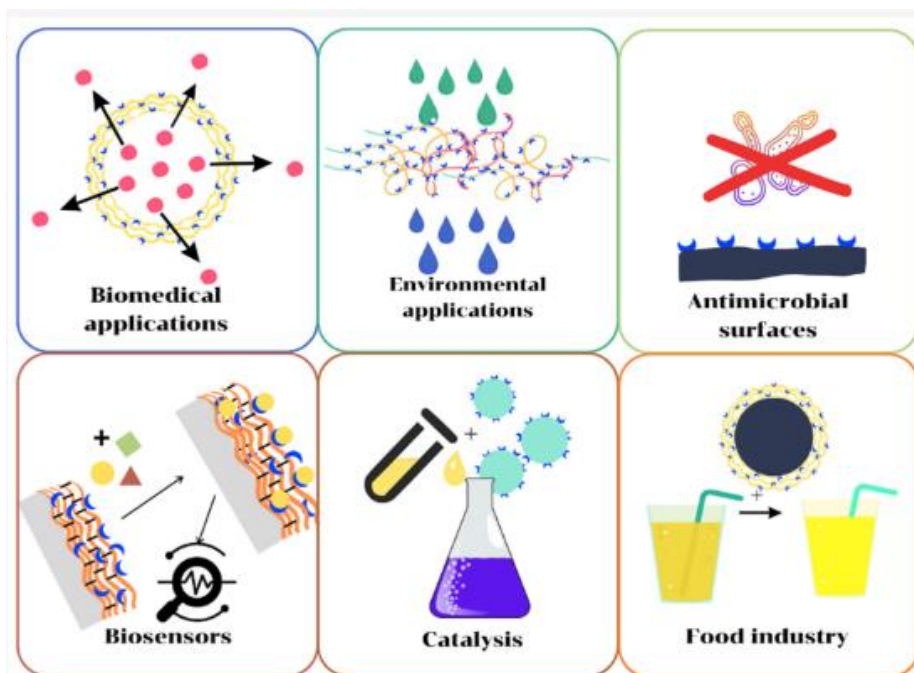 Biomedical
applications
Environmental
applications
Antimicrobial
surfaces
+
Biosensors
+
Catalysis
+
Food industry